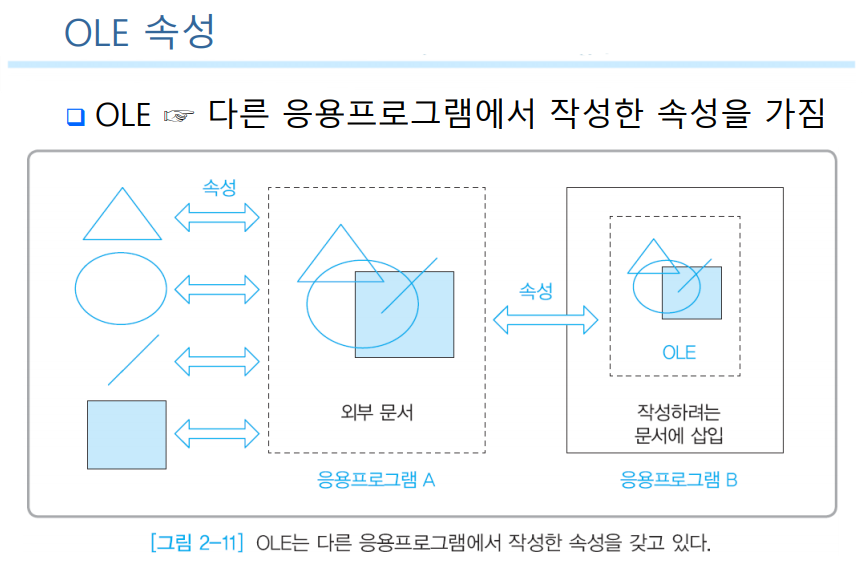 OLE 속성
❑ OLE ☞ 다른 응용프로그램에서 작성한 속성을 가짐
속성
외부 문서
응용프로그램 A
속성
OLE
작성하려는
문서에 삽입
응용프로그램 B
[그림 2-11] OLE는 다른 응용프로그램에서 작성한 속성을 갖고 있다.